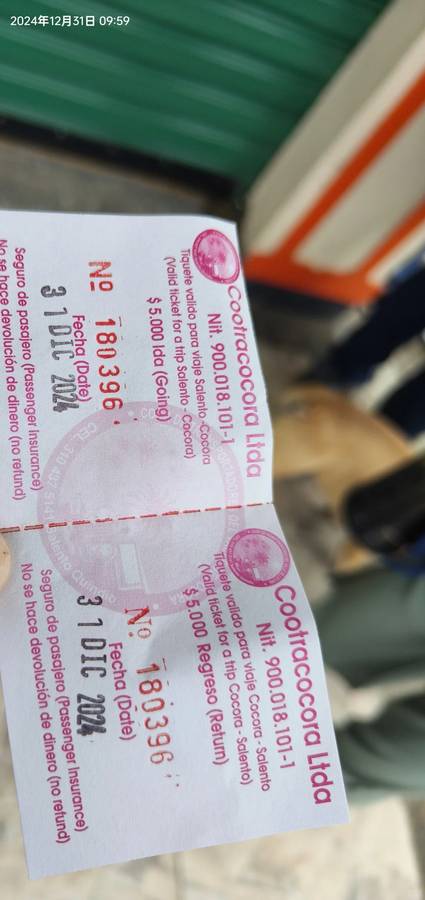 2024年12月31日 09:59
Cootracocora Ltda
Nit. 900.018.101-1
Tiquete valido para viaje Salento - Cocora
(Valid ticket for a trip Salento - Cocora)
$ 5.000 Ida (Going)
Nº 180396
Fecha (Date)
31 DIC 2024
Seguro de pasajero (Passenger Insurance)
No se hace devolución de dinero (no refund)
Cootracocora Ltda
Nit. 900.018.101-1
Tiquete valido para viaje Cocora - Salento
(Valid ticket for a trip Cocora - Salento)
$ 5.000 Regreso (Return)
Nº 180396
Fecha (Date)
31 DIC 2024
Seguro de pasajero (Passenger Insurance)
No se hace devolución de dinero (no refund)